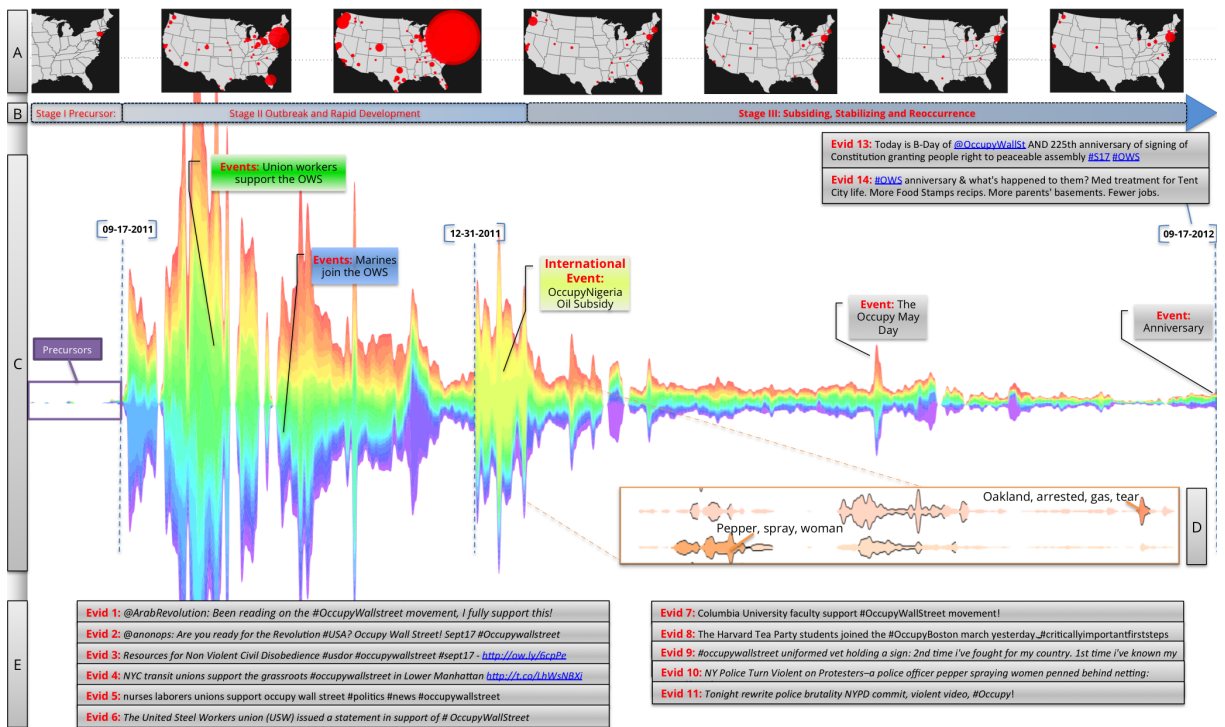 A
B
Stage I Precursor:
Stage II Outbreak and Rapid Development
Stage III: Subsiding, Stabilizing and Reoccurrence
Evid 13: Today is B-Day of @OccupyWallSt AND 225th anniversary of signing of
Constitution granting people right to peaceable assembly #S17 #OWS
Evid 14: #OWS anniversary & what's happened to them? Med treatment for Tent
City life. More Food Stamps recips. More parents' basements. Fewer jobs.
Events: Union workers
support the OWS
09-17-2011
12-31-2011
09-17-2012
Events: Marines
join the OWS
International
Event:
OccupyNigeria
Oil Subsidy
Event: The
Occupy May
Day
Event:
Anniversary
Precursors
C
Oakland, arrested, gas, tear
Pepper, spray, woman
D
E
Evid 1: @ArabRevolution: Been reading on the #OccupyWallstreet movement, I fully support this!
Evid 2: @anonops: Are you ready for the Revolution #USA? Occupy Wall Street! Sept17 #Occupywallstreet
Evid 3: Resources for Non Violent Civil Disobedience #usdor #occupywallstreet #sept17 - http://ow.ly/6cpPe
Evid 4: NYC transit unions support the grassroots #occupywallstreet in Lower Manhattan http://t.co/LhWsNBXi
Evid 5: nurses laborers unions support occupy wall street #politics #news #occupywallstreet
Evid 6: The United Steel Workers union (USW) issued a statement in support of # OccupyWallStreet
Evid 7: Columbia University faculty support #OccupyWallStreet movement!
Evid 8: The Harvard Tea Party students joined the #OccupyBoston march yesterday. #criticallyimportantfirststeps
Evid 9: #occupywallstreet uniformed vet holding a sign: 2nd time i've fought for my country. 1st time i've known my
Evid 10: NY Police Turn Violent on Protesters—a police officer pepper spraying women penned behind netting:
Evid 11: Tonight rewrite police brutality NYPD commit, violent video, #Occupy!